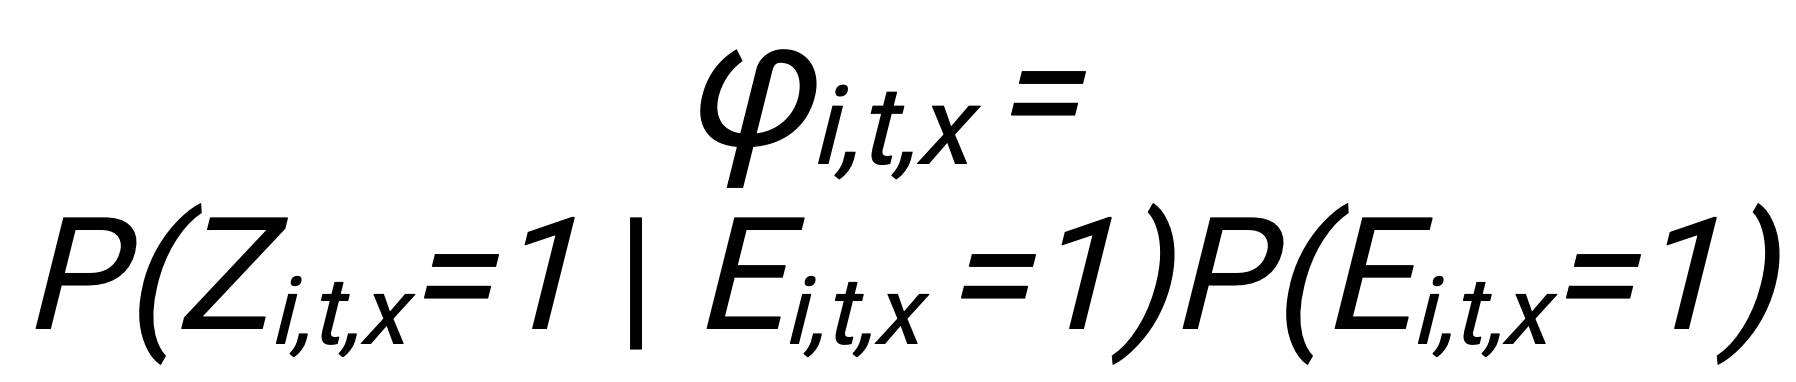 φi,t,x =
P(Zi,t,x=1 | Ei,t,x =1)P(Ei,t,x=1)